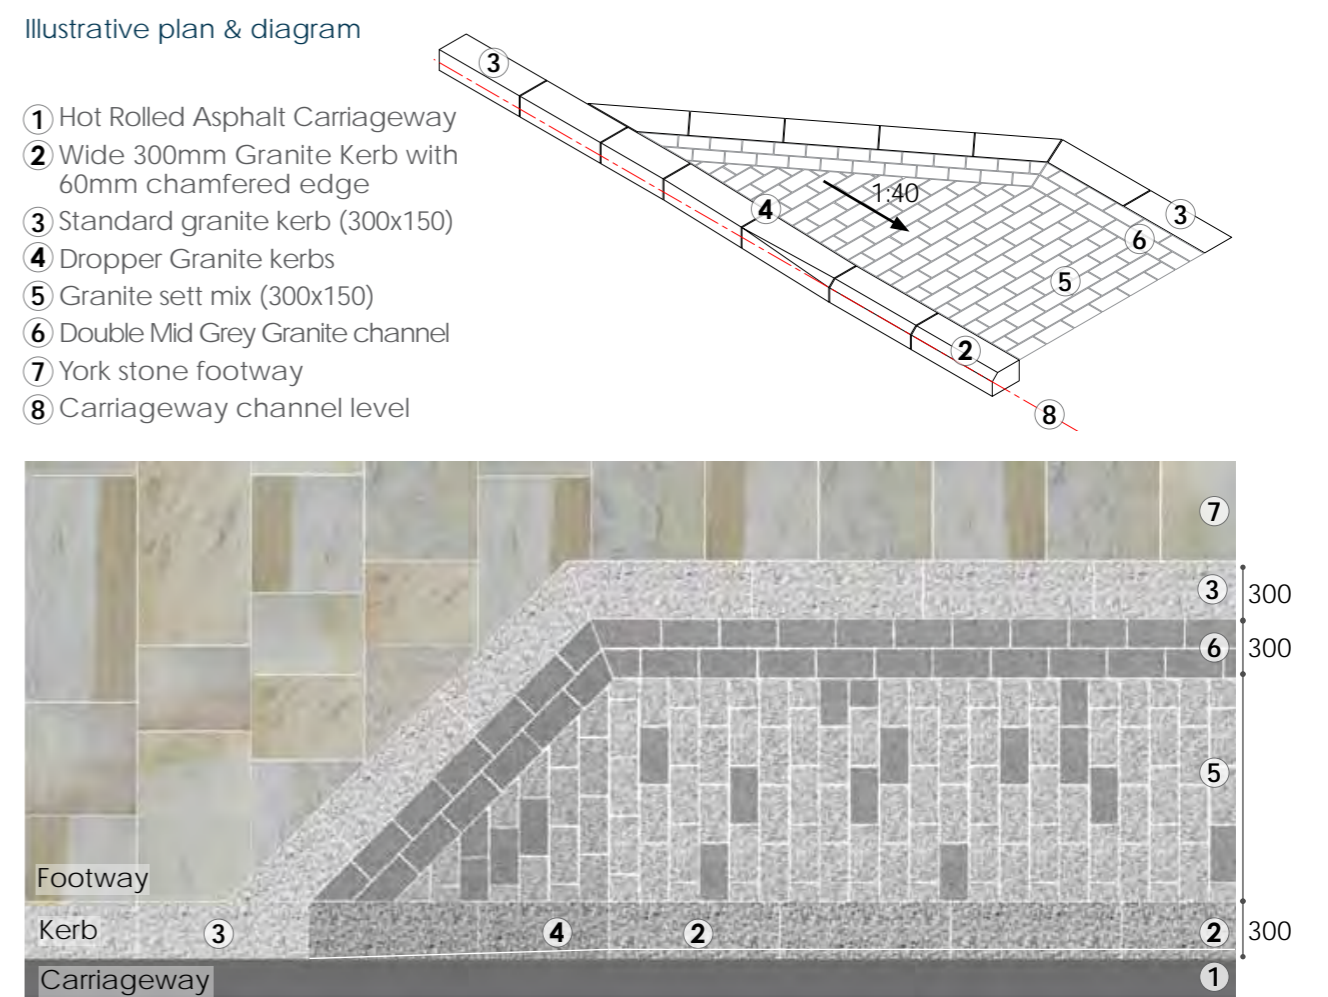 Illustrative plan & diagram
1 Hot Rolled Asphalt Carriageway
2 Wide 300mm Granite Kerb with
60mm chamfered edge
3 Standard granite kerb (300x150)
4 Dropper Granite kerbs
5 Granite sett mix (300x150)
6 Double Mid Grey Granite channel
7 York stone footway
8 Carriageway channel level
3
1:40
4
3
6
5
2
8
7
3
300
6
300
5
Footway
Kerb
3
4
2
2
300
Carriageway
1